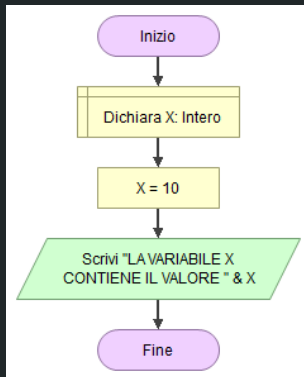 Inizio
Dichiara X: Intero
X = 10
Scrivi "LA VARIABILE X
CONTIENE IL VALORE " & X
Fine